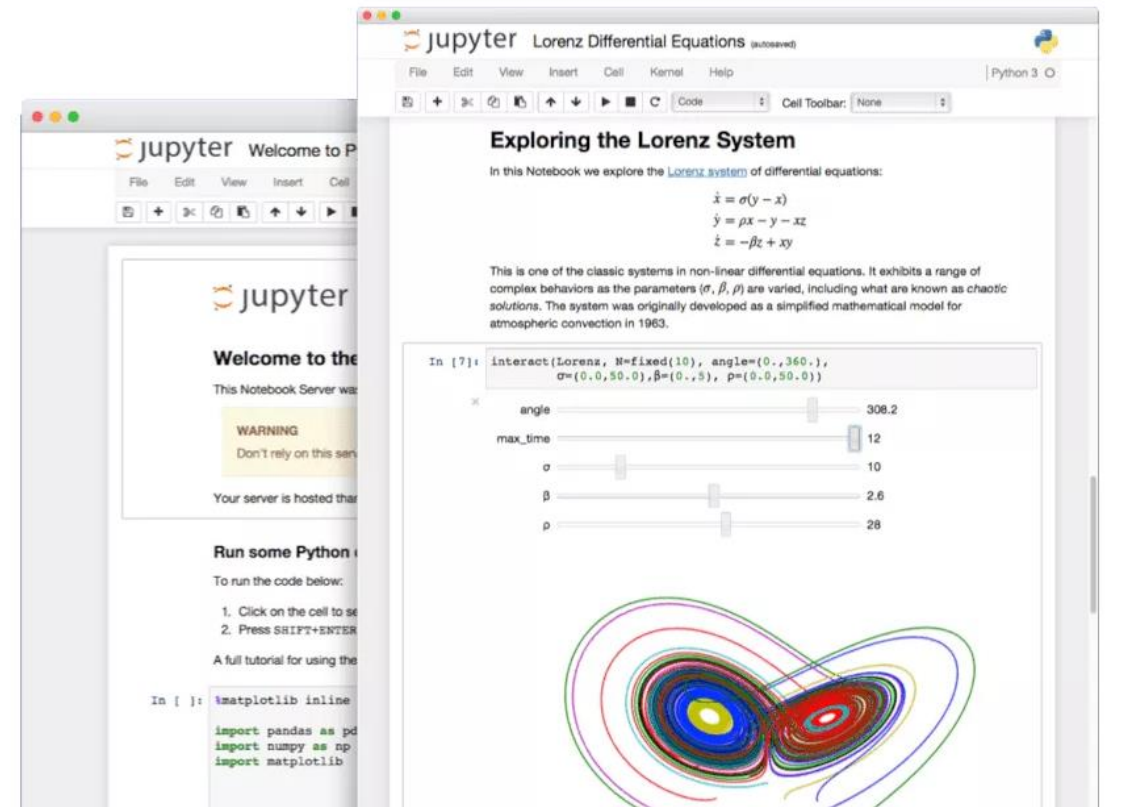 jupyter Lorenz Differential Equations (autosaved)
File Edit View Insert Cell Kernel Help
Python 3
Code
Cell Toolbar: None
Exploring the Lorenz System
In this Notebook we explore the Lorenz system of differential equations:
ẋ = σ(y − x)
ẏ = ρx − y − xz
ż = −βz + xy
This is one of the classic systems in non-linear differential equations. It exhibits a range of
complex behaviors as the parameters (σ, β, ρ) are varied, including what are known as chaotic
solutions. The system was originally developed as a simplified mathematical model for
atmospheric convection in 1963.
In [7]: interact(Lorenz, N=fixed(10), angle=(0.,360.),
σ=(0.0,50.0),β=(0.,5), ρ=(0.0,50.0))
angle 308.2
max_time 12
σ 10
β 2.6
ρ 28
jupyter Welcome to P
File Edit View Insert Cell
jupyter
Welcome to the
This Notebook Server was
WARNING
Don't rely on this serv
Your server is hosted than
Run some Python c
To run the code below:
1. Click on the cell to se
2. Press SHIFT+ENTER
A full tutorial for using the
In [ ]: %matplotlib inline
import pandas as pd
import numpy as np
import matplotlib